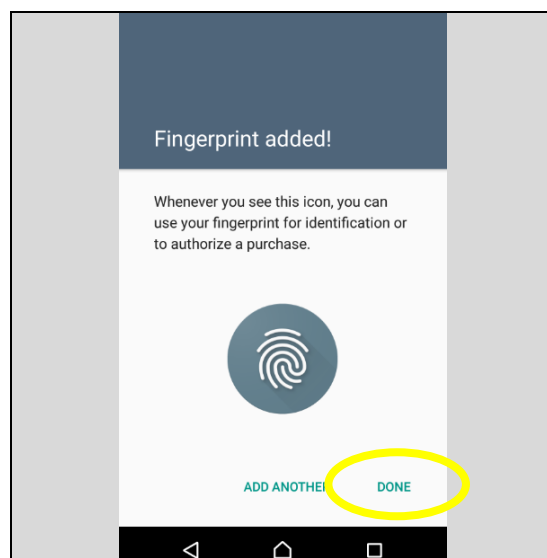 Fingerprint added!
Whenever you see this icon, you can
use your fingerprint for identification or
to authorize a purchase.
ADD ANOTHER DONE